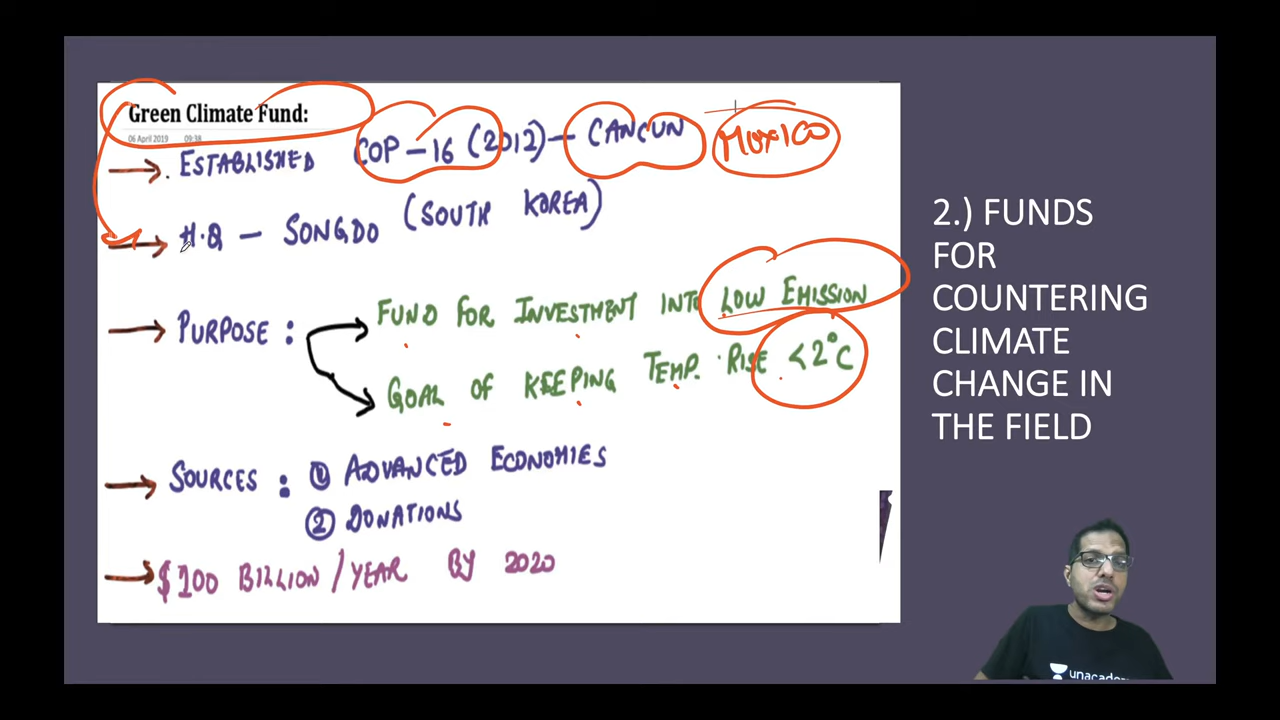 Green Climate Fund:
06 April 2019 09:38
ESTABLISHED COP-16 (2012)- CANCUN MUXICO
H.Q - SONGDO (SOUTH KOREA)
PURPOSE :
FUND FOR INVESTMENT INTO LOW EMISSION
GOAL OF KEEPING TEMP. RISE <2°C
SOURCES : ① ADVANCED ECONOMIES
② DONATIONS
$100 BILLION/YEAR BY 2020
2.) FUNDS
FOR
COUNTERING
CLIMATE
CHANGE IN
THE FIELD
unacade